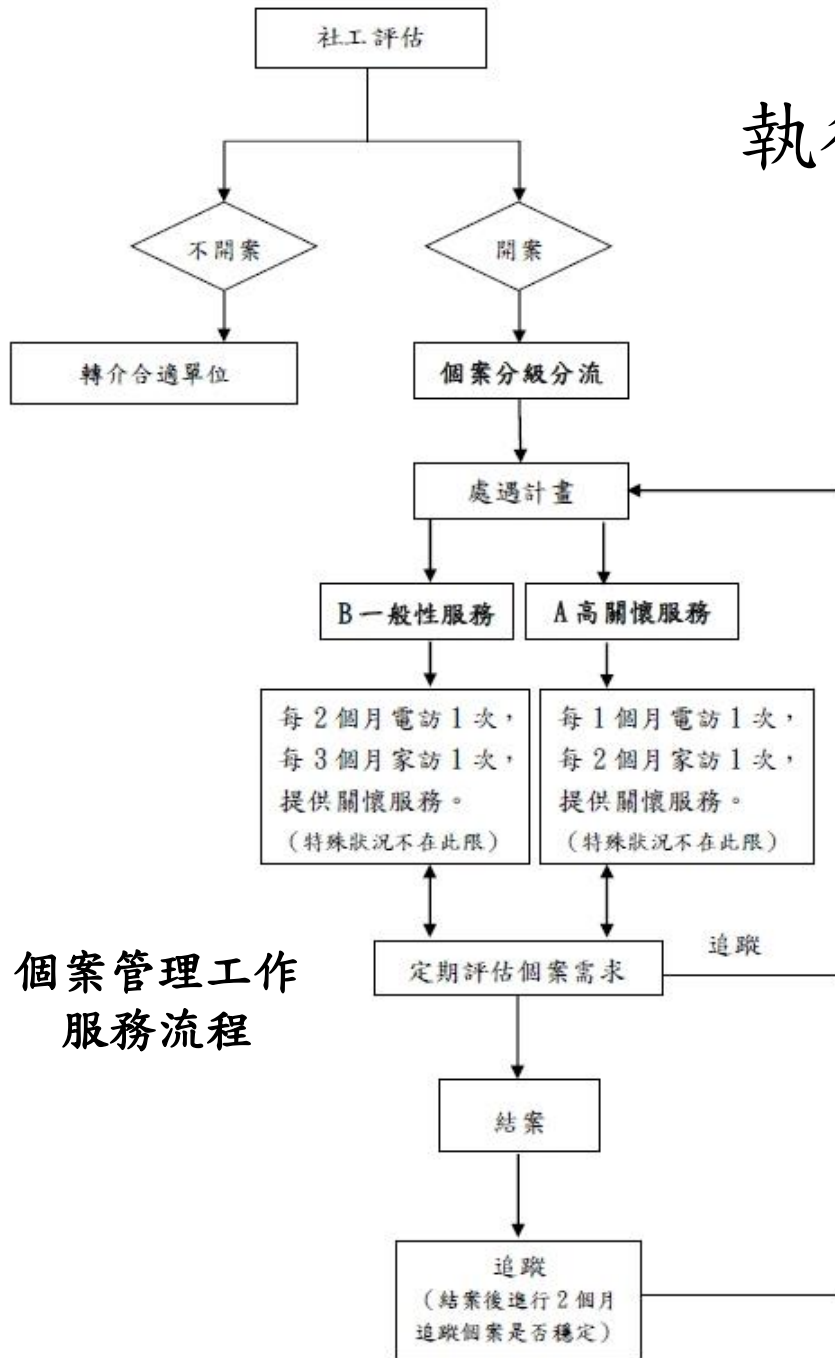 社工評估
執
不開案
開案
轉介合適單位
個案分級分流
處遇計畫
B一般性服務
A高關懷服務
每2個月電訪1次，
每3個月家訪1次，
提供關懷服務。
（特殊狀況不在此限）
每1個月電訪1次，
每2個月家訪1次，
提供關懷服務。
（特殊狀況不在此限）
個案管理工作
服務流程
定期評估個案需求
追蹤
結案
追蹤
（結案後進行2個月
追蹤個案是否穩定）